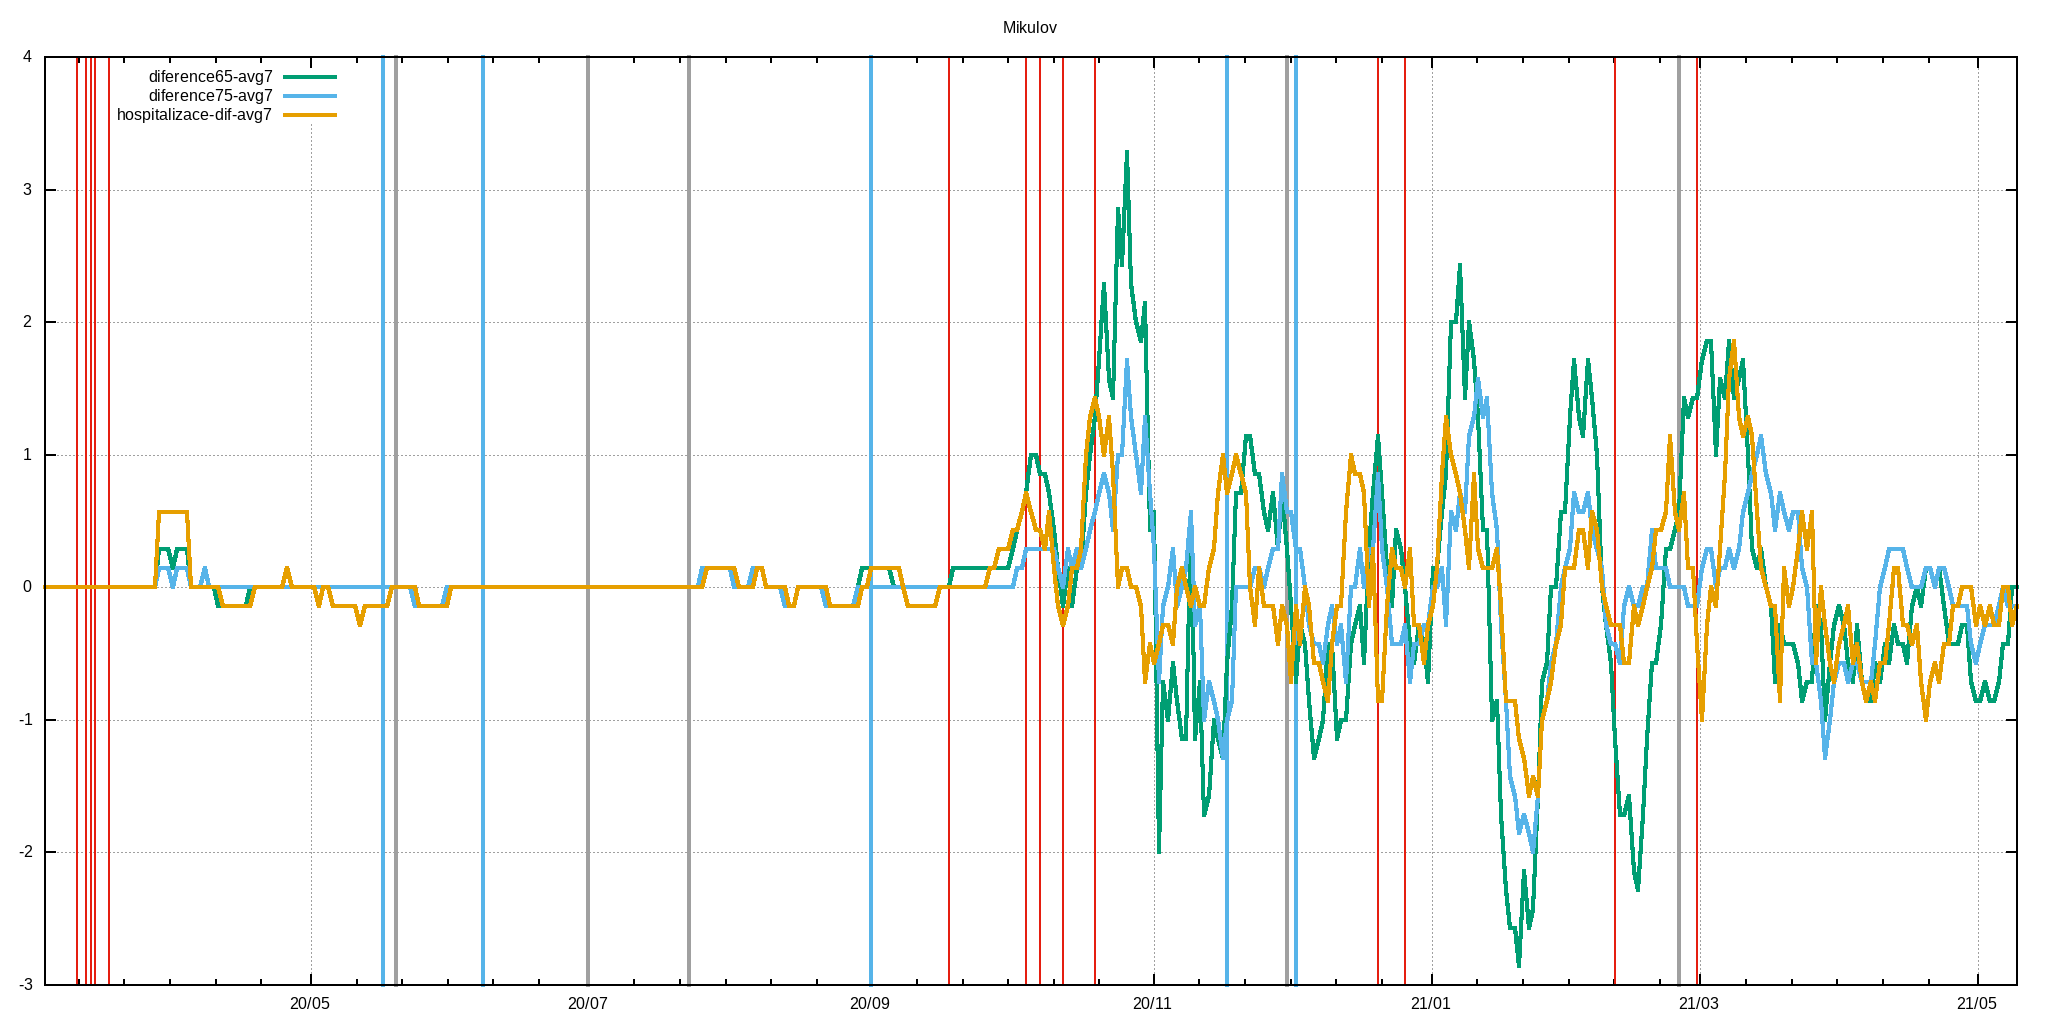 Mikulov
4
diference65-avg7
diference75-avg7
hospitalizace-dif-avg7
3
2
1
0
-1
-2
-3
20/05 20/07 20/09 20/11 21/01 21/03 21/05